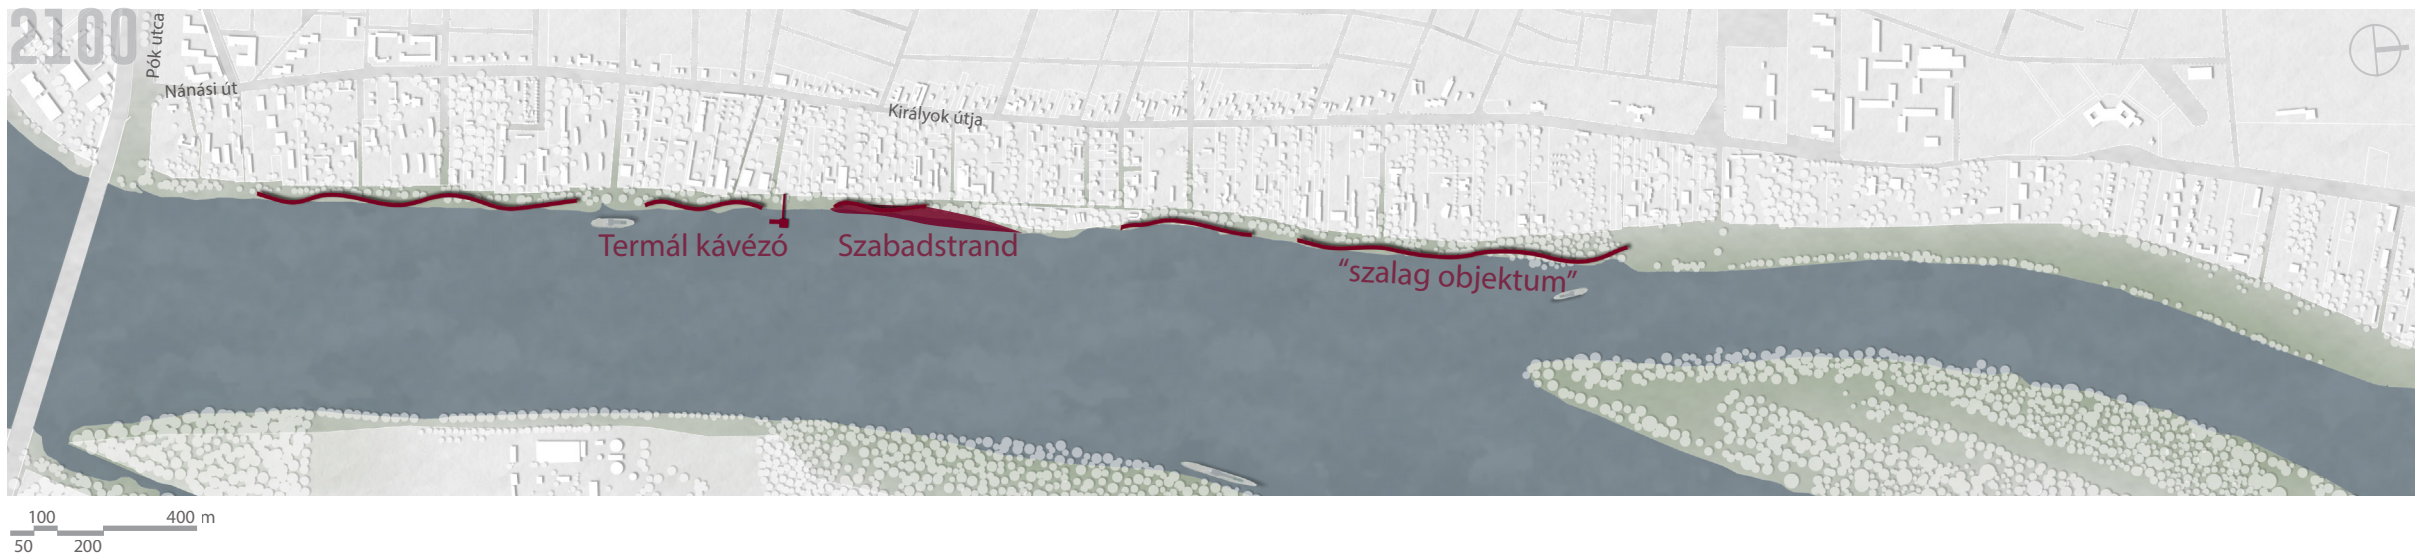 2100
Pók utca
Nánási út
Királyok útja
Termál kávézó
Szabadstrand
“szalag objektum”
100
400 m
50
200